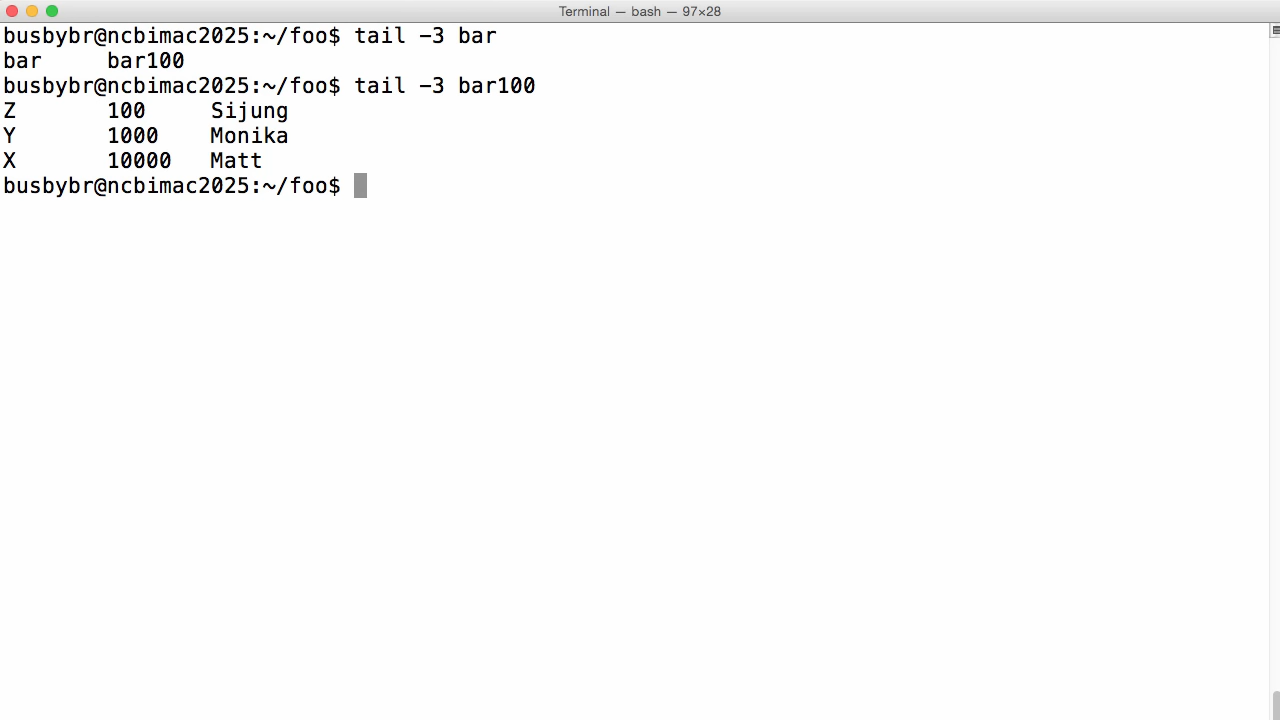 Terminal — bash — 97×28
busbybr@ncbimac2025:~/foo$ tail -3 bar
bar     bar100
busbybr@ncbimac2025:~/foo$ tail -3 bar100
Z       100     Sijung
Y       1000    Monika
X       10000   Matt
busbybr@ncbimac2025:~/foo$